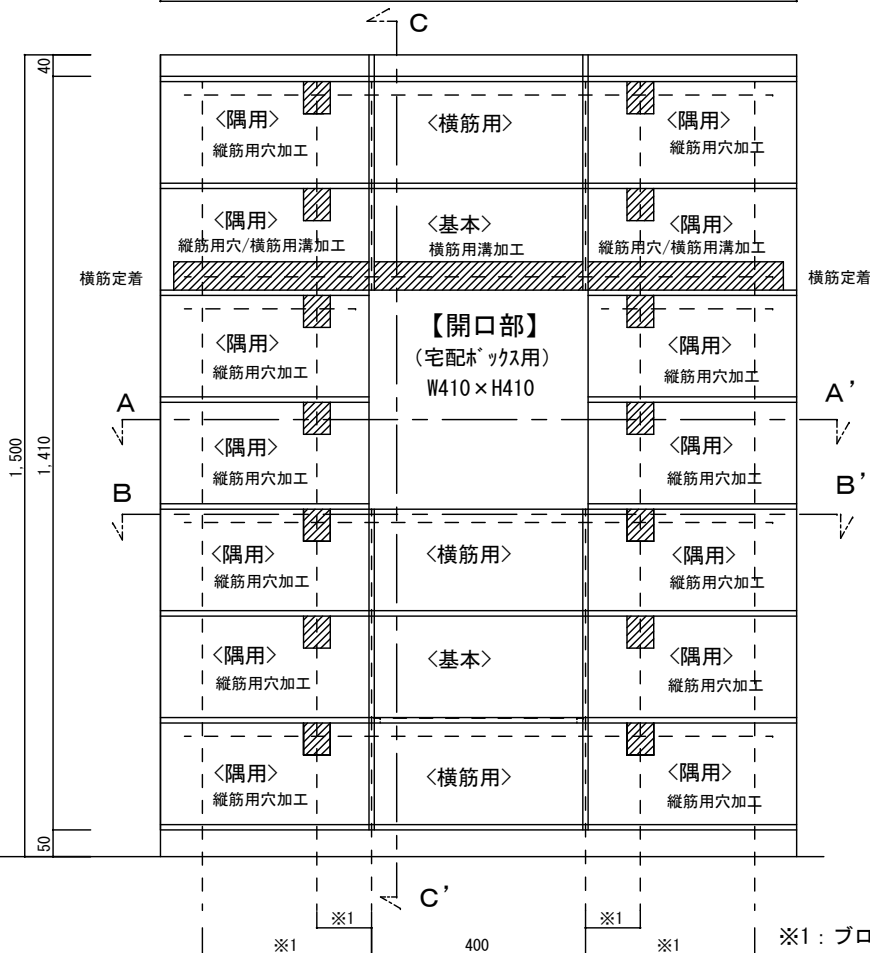 C
40
<隅用>
縦筋用穴加工
<横筋用>
<隅用>
縦筋用穴加工
<隅用>
縦筋用穴/横筋用溝加工
<基本>
横筋用溝加工
<隅用>
縦筋用穴/横筋用溝加工
横筋定着
横筋定着
<隅用>
縦筋用穴加工
【開口部】
(宅配ボックス用)
W410×H410
<隅用>
縦筋用穴加工
A
A'
1,500
1,410
<隅用>
縦筋用穴加工
<隅用>
縦筋用穴加工
B
B'
<隅用>
縦筋用穴加工
<横筋用>
<隅用>
縦筋用穴加工
<隅用>
縦筋用穴加工
<基本>
<隅用>
縦筋用穴加工
<隅用>
縦筋用穴加工
<横筋用>
<隅用>
縦筋用穴加工
50
C'
※1
※1
※1
400
※1
※1：ブロ